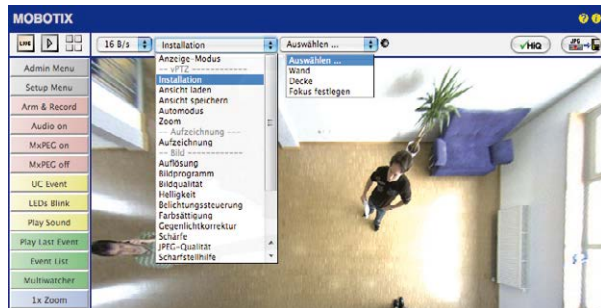 MOBOTIX
LIVE
16 B/s
Installation
Auswählen ...
HiQ
JPG
Admin Menu
Setup Menu
Arm & Record
Audio on
MxPEG on
MxPEG off
UC Event
LEDs Blink
Play Sound
Play Last Event
Event List
Multiwatcher
1x Zoom
Anzeige-Modus
-- vPTZ ------------
Installation
Ansicht laden
Ansicht speichern
Automodus
Zoom
-- Aufzeichnung ---
Aufzeichnung
-- Bild ------------
Auflösung
Bildprogramm
Bildqualität
Helligkeit
Belichtungssteuerung
Farbsättigung
Gegenlichtkorrektur
Schärfe
JPEG-Qualität
Scharfstellhilfe
Auswählen ...
Wand
Decke
Fokus festlegen